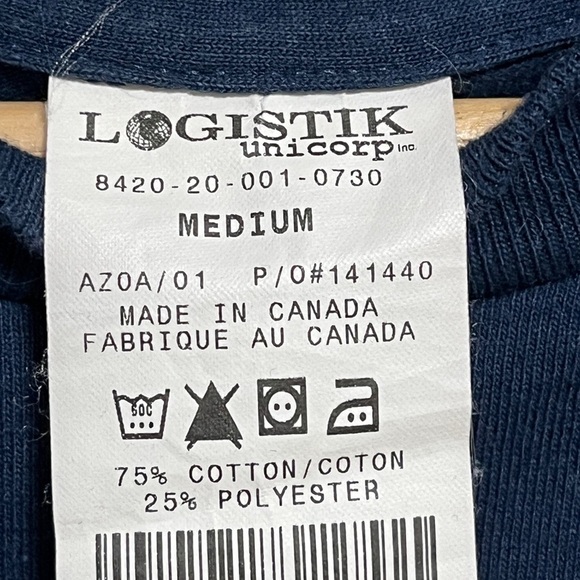 LOGISTIK
unicorp INC.
8420-20-001-0730
MEDIUM
AZ0A/01 P/O#141440
MADE IN CANADA
FABRIQUE AU CANADA
50C
75% COTTON/COTON
25% POLYESTER